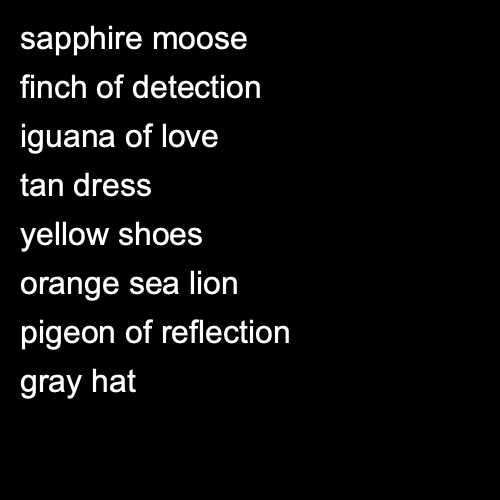 sapphire moose
finch of detection
iguana of love
tan dress
yellow shoes
orange sea lion
pigeon of reflection
gray hat